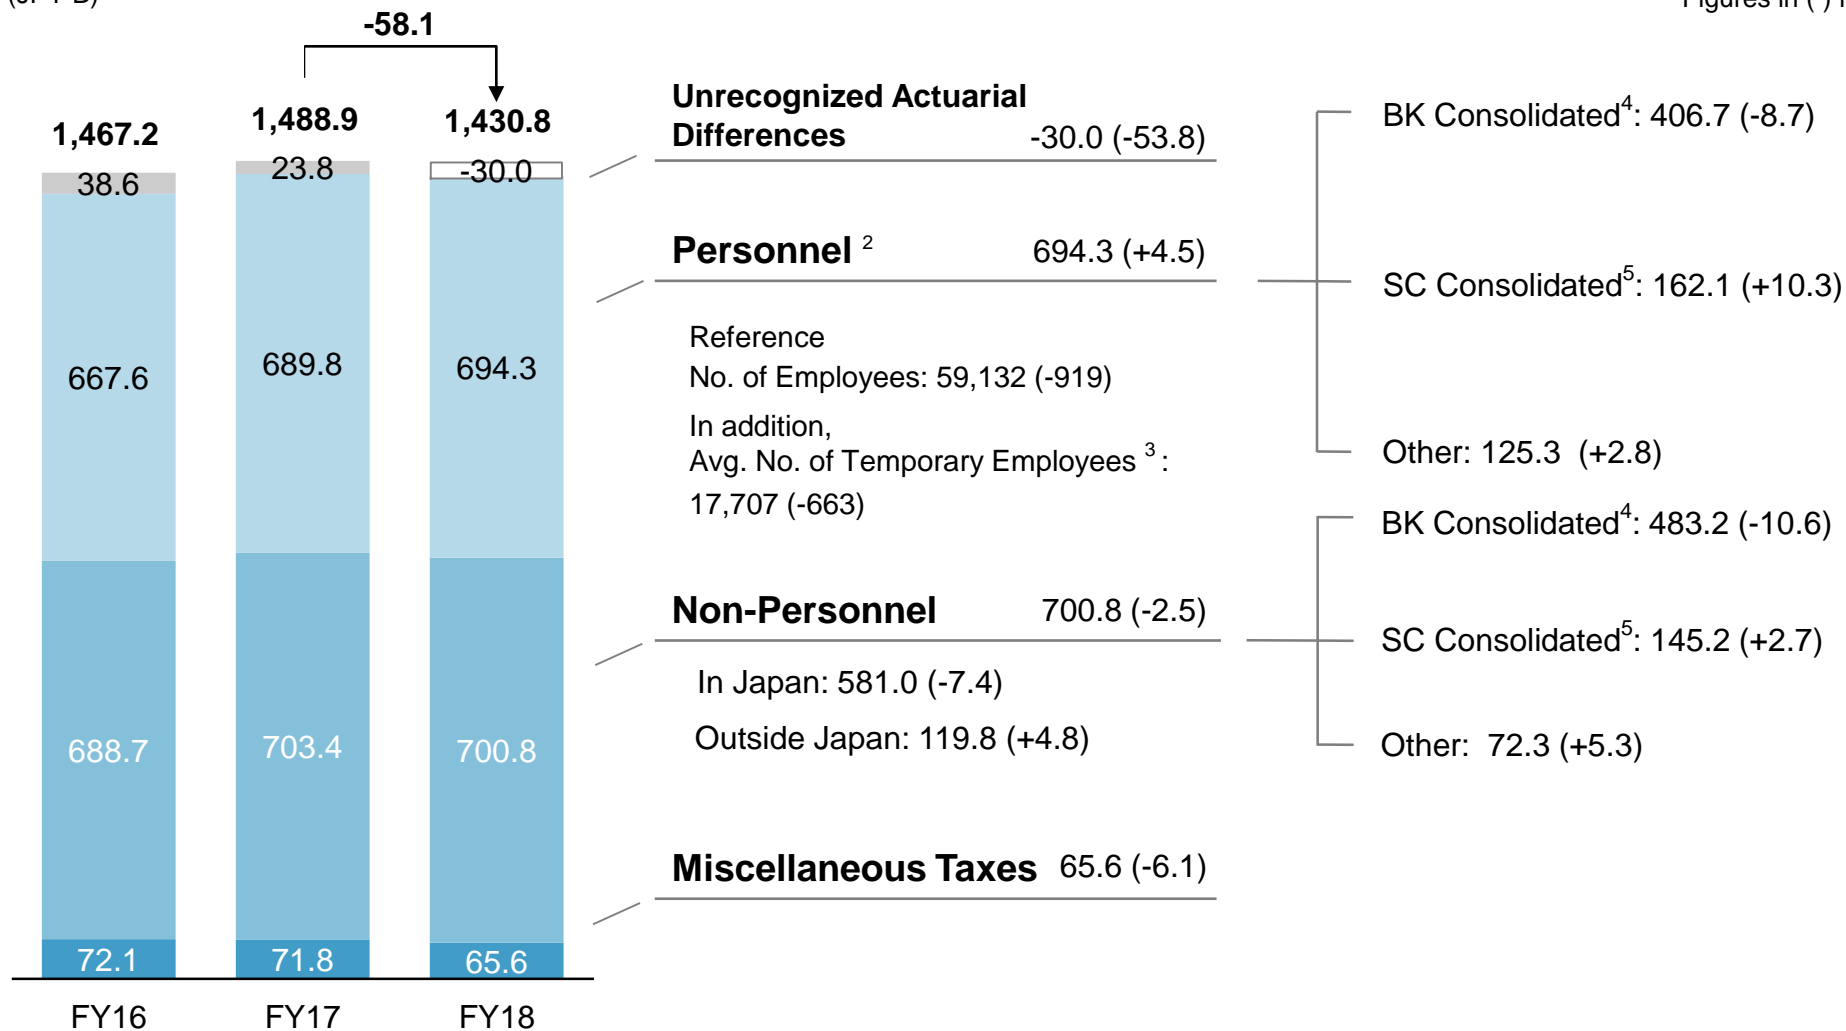 -58.1
1,467.2
1,488.9
1,430.8
38.6
23.8
-30.0
667.6
689.8
694.3
688.7
703.4
700.8
72.1
71.8
65.6
FY16
FY17
FY18
Unrecognized Actuarial
Differences -30.0 (-53.8)
Personnel 2 694.3 (+4.5)
Reference
No. of Employees: 59,132 (-919)
In addition,
Avg. No. of Temporary Employees 3 :
17,707 (-663)
Non-Personnel 700.8 (-2.5)
In Japan: 581.0 (-7.4)
Outside Japan: 119.8 (+4.8)
Miscellaneous Taxes 65.6 (-6.1)
BK Consolidated4: 406.7 (-8.7)
SC Consolidated5: 162.1 (+10.3)
Other: 125.3 (+2.8)
BK Consolidated4: 483.2 (-10.6)
SC Consolidated5: 145.2 (+2.7)
Other: 72.3 (+5.3)